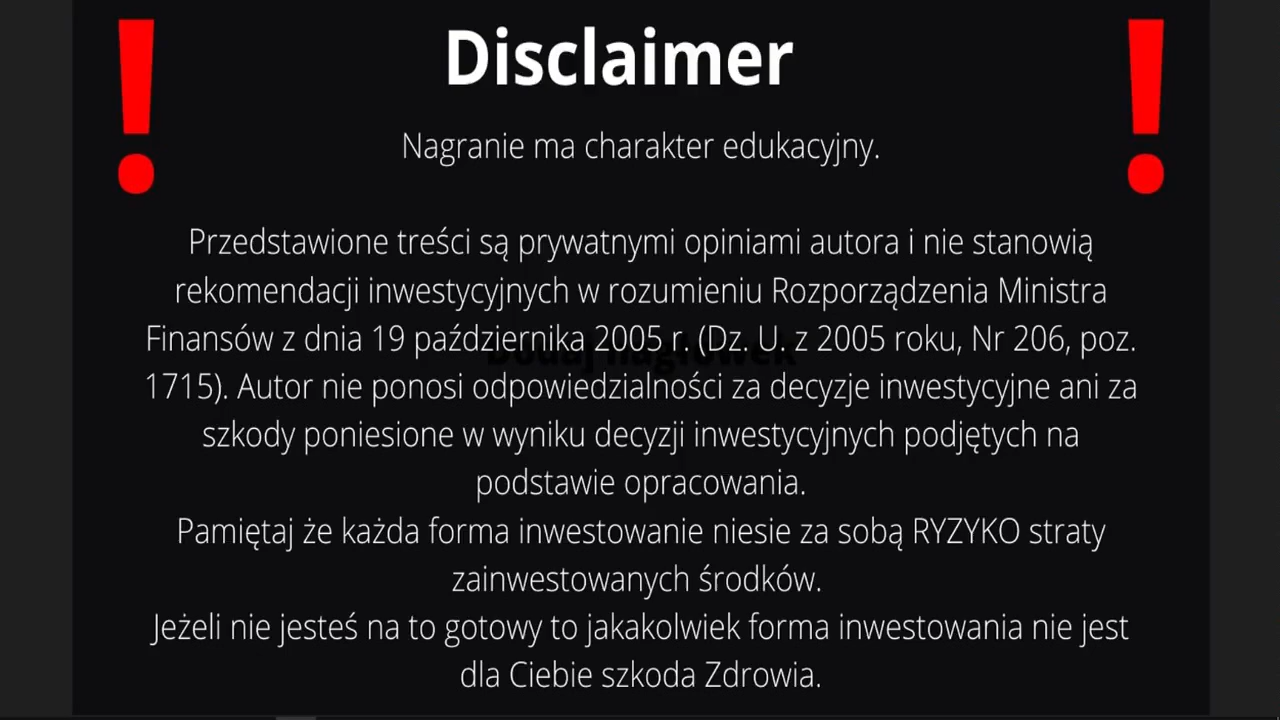 Disclaimer
Nagranie ma charakter edukacyjny.
Przedstawione treści są prywatnymi opiniami autora i nie stanowią
rekomendacji inwestycyjnych w rozumieniu Rozporządzenia Ministra
Finansów z dnia 19 października 2005 r. (Dz. U. z 2005 roku, Nr 206, poz.
1715). Autor nie ponosi odpowiedzialności za decyzje inwestycyjne ani za
szkody poniesione w wyniku decyzji inwestycyjnych podjętych na
podstawie opracowania.
Pamiętaj że każda forma inwestowanie niesie za sobą RYZYKO straty
zainwestowanych środków.
Jeżeli nie jesteś na to gotowy to jakakolwiek forma inwestowania nie jest
dla Ciebie szkoda Zdrowia.